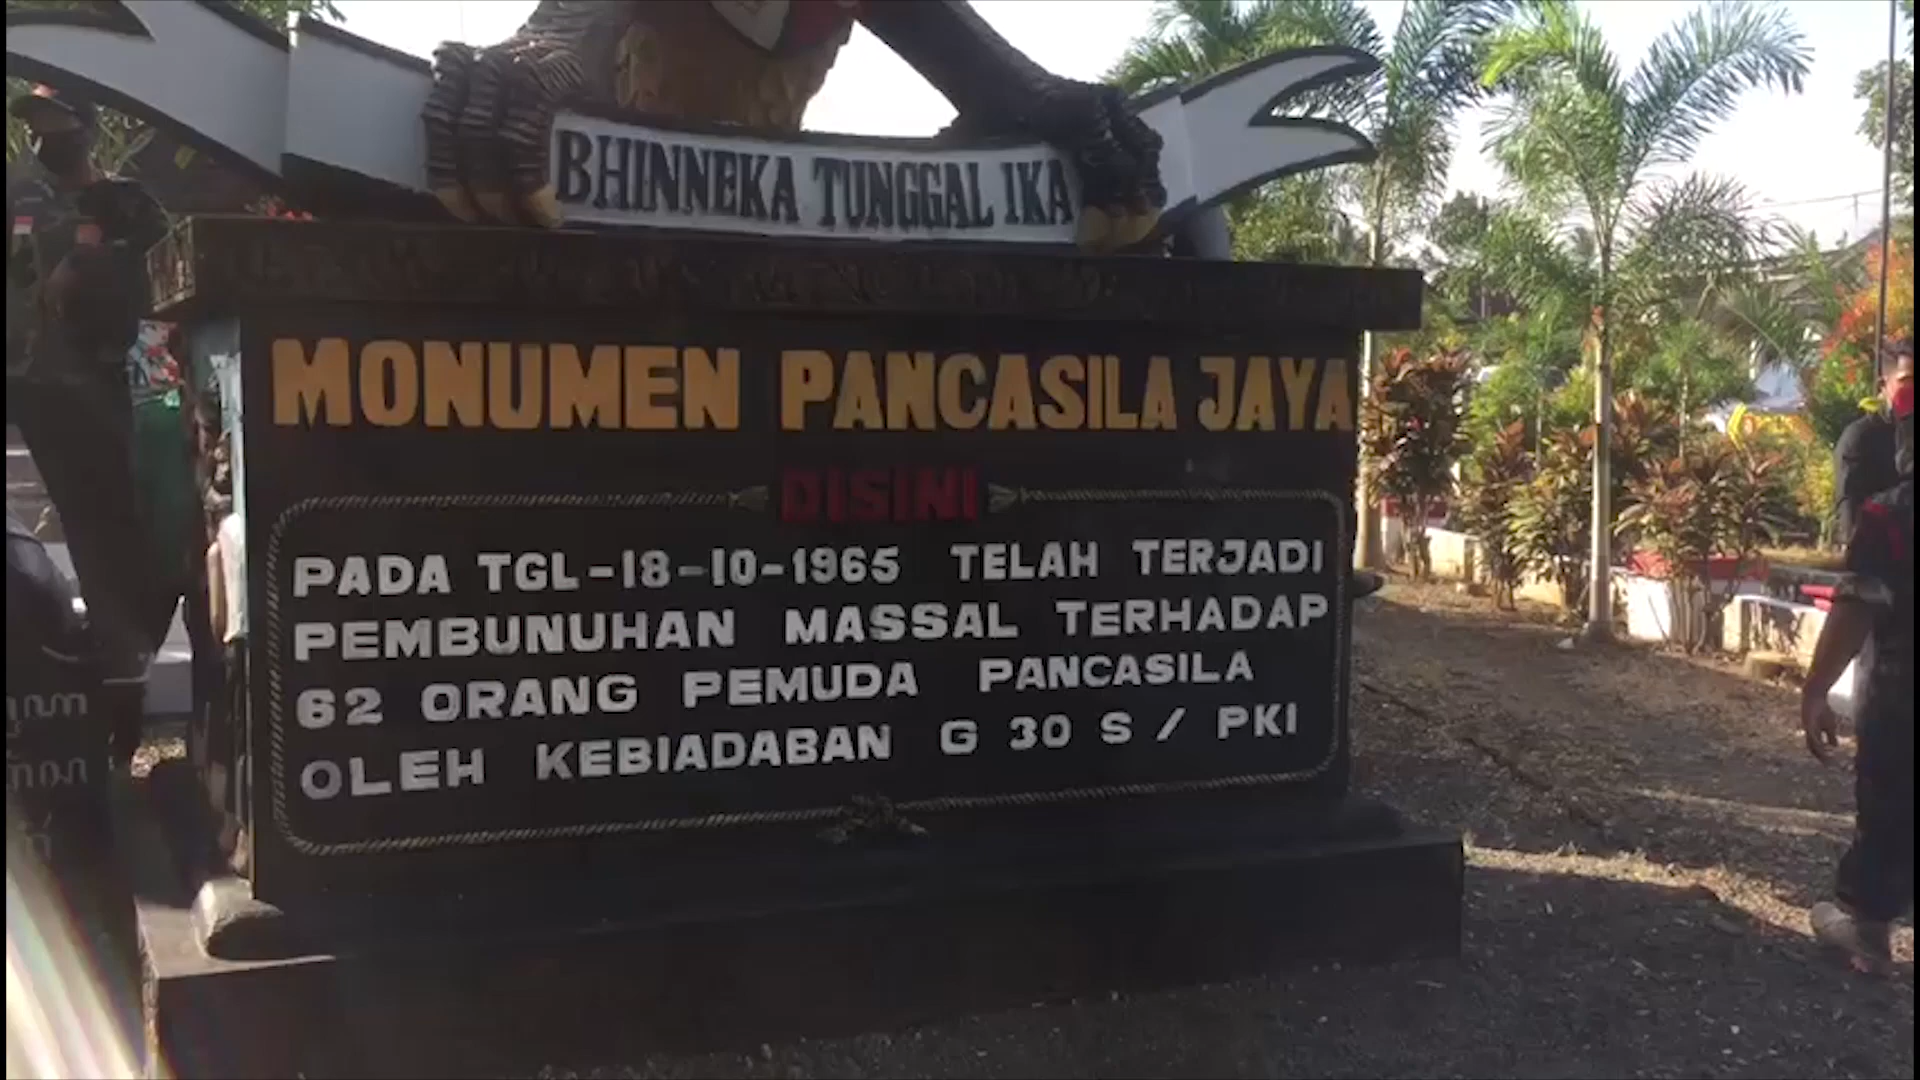 BHINNEKA TUNGGAL IKA
MONUMEN PANCASILA JAYA
DISINI
PADA TGL-18-10-1965 TELAH TERJADI
PEMBUNUHAN MASSAL TERHADAP
62 ORANG PEMUDA PANCASILA
OLEH KEBIADABAN G 30 S / PKI